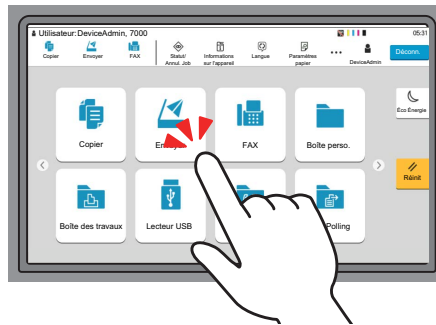 Utilisateur: DeviceAdmin, 7000
05:31
Copier
Envoyer
FAX
Statut/
Annul. Job
Informations
sur l'appareil
Langue
Paramètres
papier
DeviceAdmin
Déconn.
Copier
FAX
Boîte perso.
Éco Énergie
Réinit
Boîte des travaux
Lecteur USB
Polling